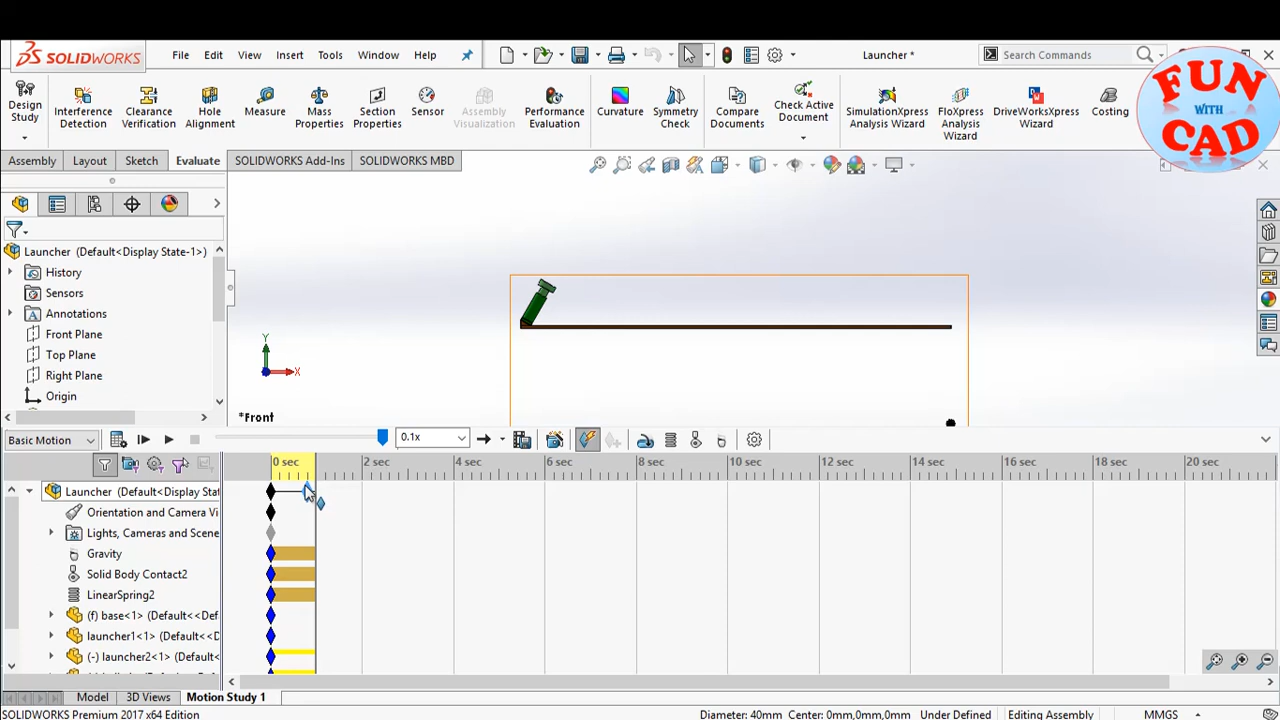 SOLIDWORKS
File Edit View Insert Tools Window Help
Launcher *
Search Commands
FUN
WITH
CAD
Design Study
Interference Detection
Clearance Verification
Hole Alignment
Measure
Mass Properties
Section Properties
Sensor
Assembly Visualization
Performance Evaluation
Curvature
Symmetry Check
Compare Documents
Check Active Document
SimulationXpress Analysis Wizard
FloXpress Analysis Wizard
DriveWorksXpress Wizard
Costing
Assembly Layout Sketch Evaluate SOLIDWORKS Add-Ins SOLIDWORKS MBD
Launcher (Default<Display State-1>)
History
Sensors
Annotations
Front Plane
Top Plane
Right Plane
Origin
Y
X
*Front
Basic Motion
0.1x
0 sec 2 sec 4 sec 6 sec 8 sec 10 sec 12 sec 14 sec 16 sec 18 sec 20 sec
Launcher (Default<Display Stat
Orientation and Camera Vi
Lights, Cameras and Scene
Gravity
Solid Body Contact2
LinearSpring2
(f) base<1> (Default<<Def
launcher1<1> (Default<<D
(-) launcher2<1> (Default<
Model 3D Views Motion Study 1
SOLIDWORKS Premium 2017 x64 Edition
Diameter: 40mm Center: 0mm,0mm,0mm Under Defined Editing Assembly MMGS